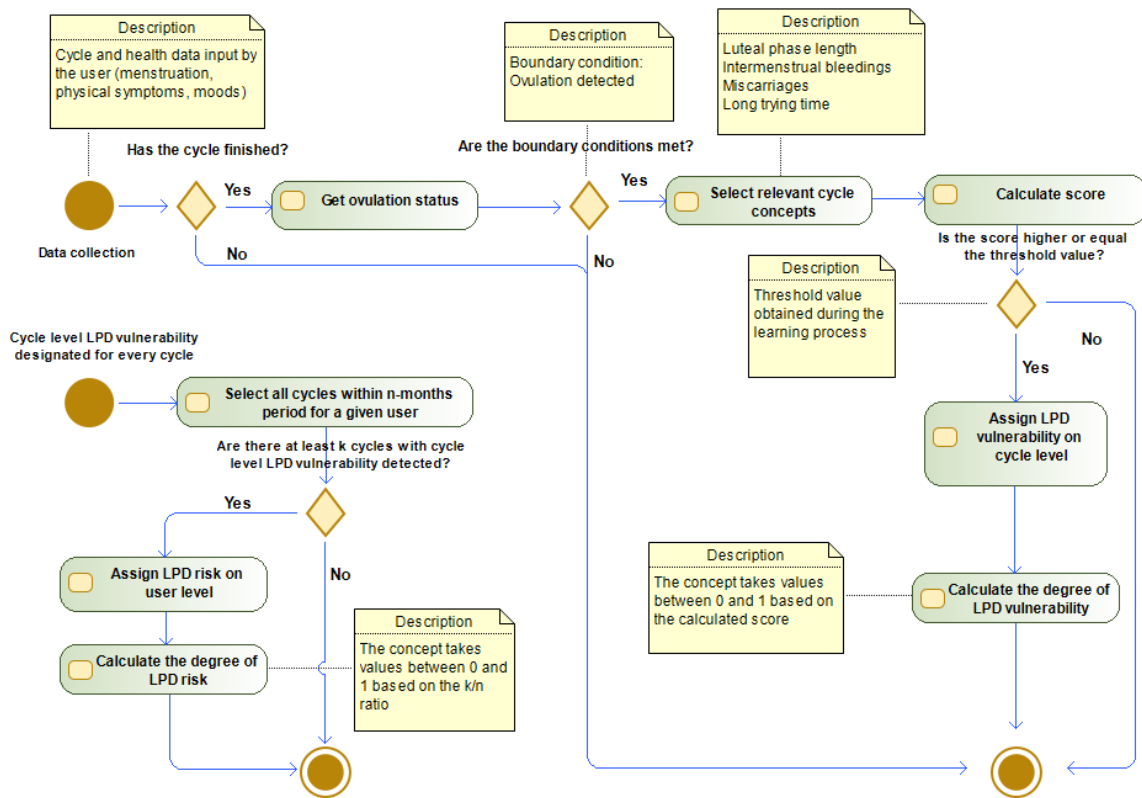 Description
Cycle and health data input by
the user (menstruation,
physical symptoms, moods)
Description
Boundary condition:
Ovulation detected
Description
Luteal phase length
Intermenstrual bleedings
Miscarriages
Long trying time
Has the cycle finished?
Are the boundary conditions met?
Yes
Get ovulation status
Yes
Select relevant cycle
concepts
Calculate score
Data collection
No
No
Is the score higher or equal
the threshold value?
Description
Threshold value
obtained during the
learning process
No
Yes
Assign LPD
vulnerability on
cycle level
Description
The concept takes values
between 0 and 1 based on
the calculated score
Calculate the degree of
LPD vulnerability
Cycle level LPD vulnerability
designated for every cycle
Select all cycles within n-months
period for a given user
Are there at least k cycles with cycle
level LPD vulnerability detected?
Yes
No
Assign LPD risk on
user level
Calculate the degree of
LPD risk
Description
The concept takes
values between 0 and
1 based on the k/n
ratio